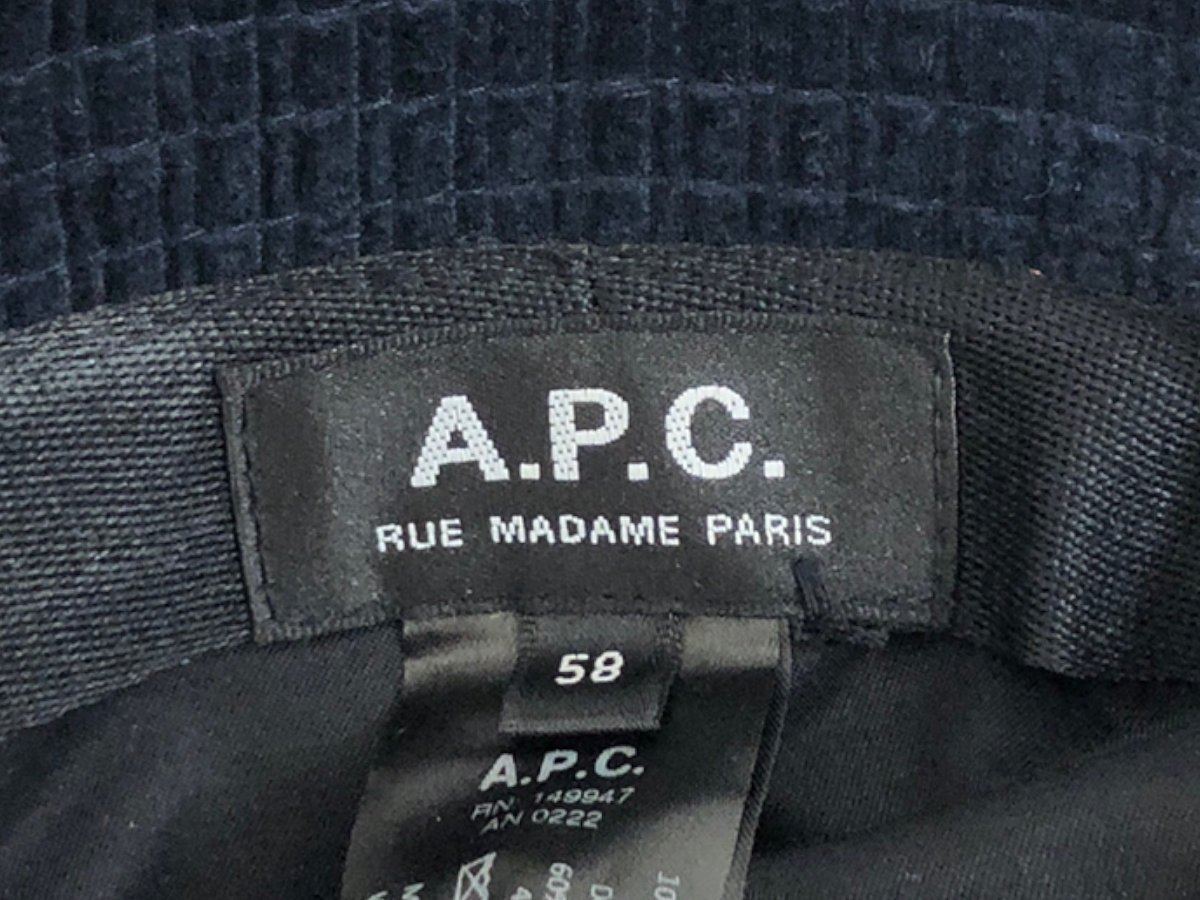 A.P.C.
RUE MADAME PARIS
58
A.P.C.
RN 149947
AN 0222